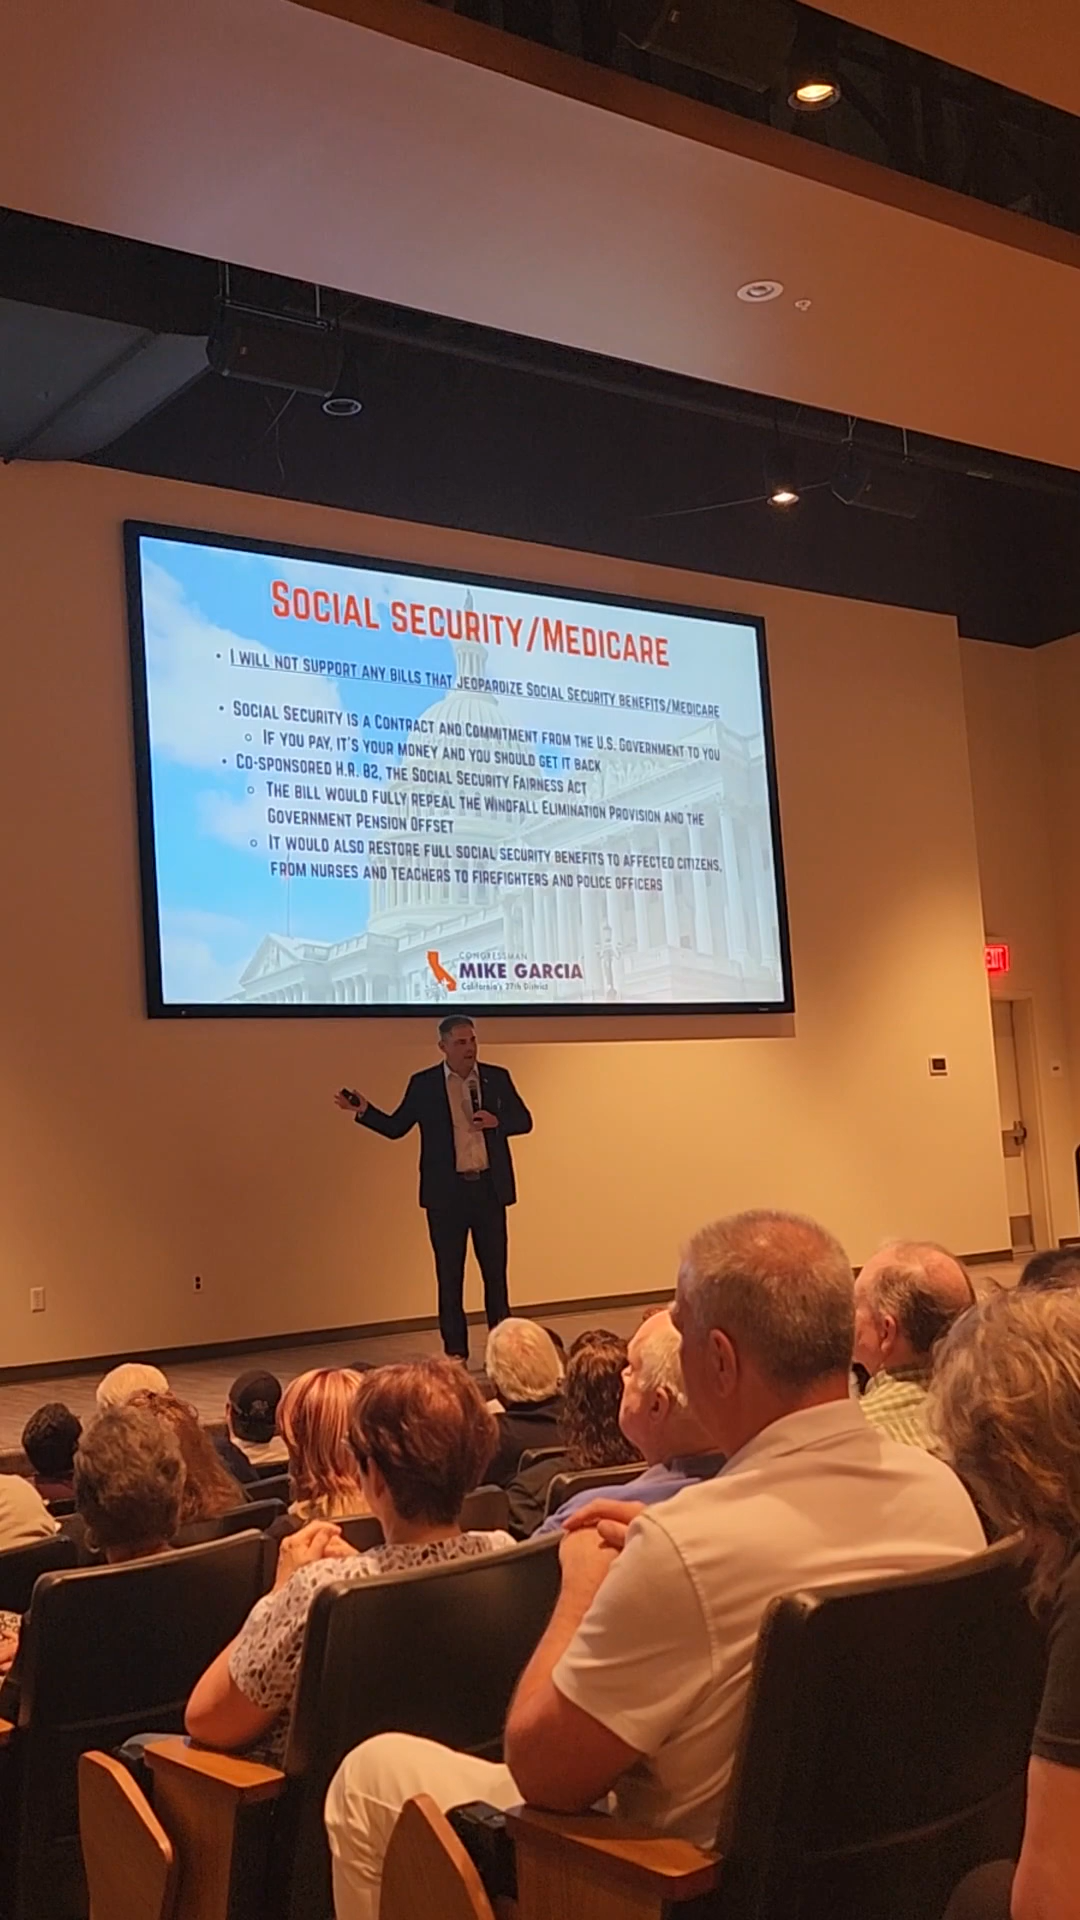 Social security/Medicare
• I will not support any bills that jeopardize Social Security benefits/Medicare
• Social Security is a Contract and Commitment from the U.S. Government to you
○ If you pay, it's your money and you should get it back
• Co-sponsored H.R. 82, the Social Security Fairness Act
○ The bill would fully repeal the Windfall Elimination Provision and the
Government Pension Offset
○ It would also restore full social security benefits to affected citizens,
from nurses and teachers to firefighters and police officers
CONGRESSMAN
MIKE GARCIA
California's 27th District
EXIT